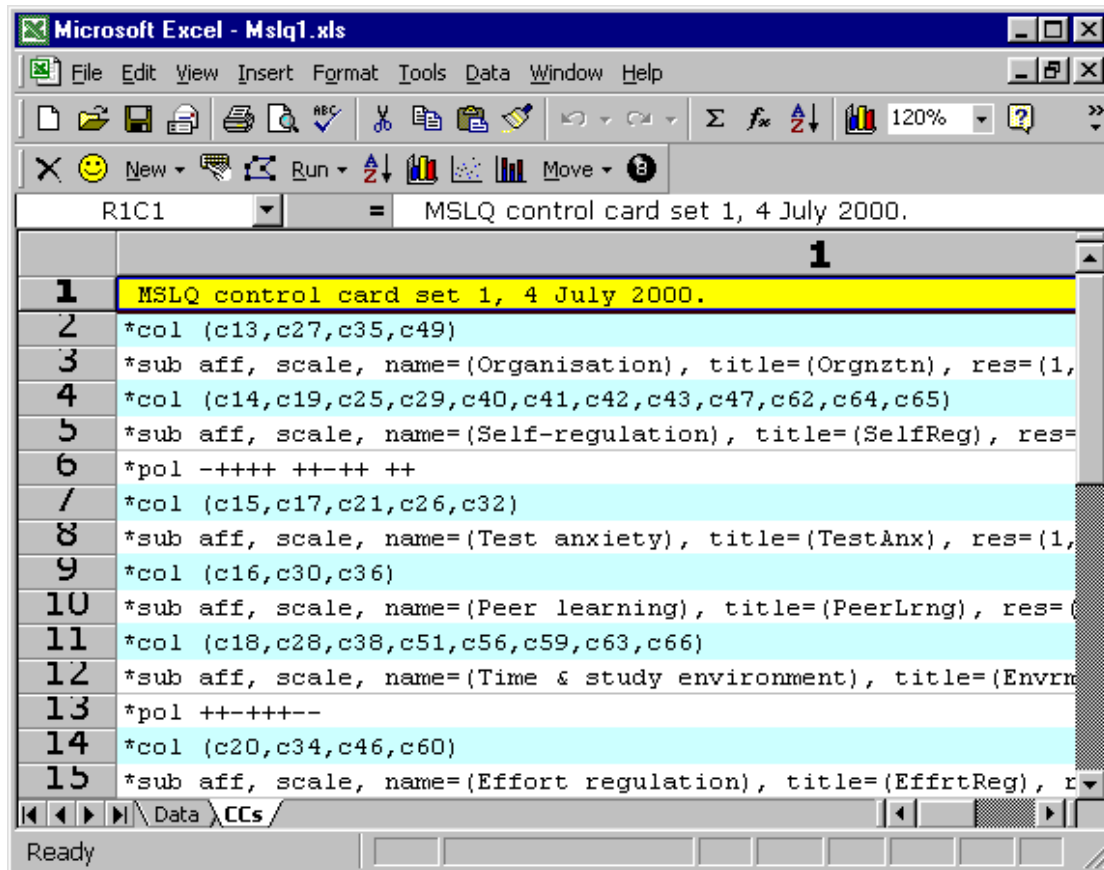 Microsoft Excel - Mslq1.xls
File Edit View Insert Format Tools Data Window Help
ABC Σ fx A Z 120% ? »
New Run A Z Move 8
R1C1 = MSLQ control card set 1, 4 July 2000.
1
1 MSLQ control card set 1, 4 July 2000.
2 *col (c13,c27,c35,c49)
3 *sub aff, scale, name=(Organisation), title=(Orgnztn), res=(1,
4 *col (c14,c19,c25,c29,c40,c41,c42,c43,c47,c62,c64,c65)
5 *sub aff, scale, name=(Self-regulation), title=(SelfReg), res=
6 *pol -++++ ++-++ ++
7 *col (c15,c17,c21,c26,c32)
8 *sub aff, scale, name=(Test anxiety), title=(TestAnx), res=(1,
9 *col (c16,c30,c36)
10 *sub aff, scale, name=(Peer learning), title=(PeerLrng), res=(
11 *col (c18,c28,c38,c51,c56,c59,c63,c66)
12 *sub aff, scale, name=(Time & study environment), title=(Envrm
13 *pol ++-+++--
14 *col (c20,c34,c46,c60)
15 *sub aff, scale, name=(Effort regulation), title=(EffrtReg), r
Data CCs
Ready